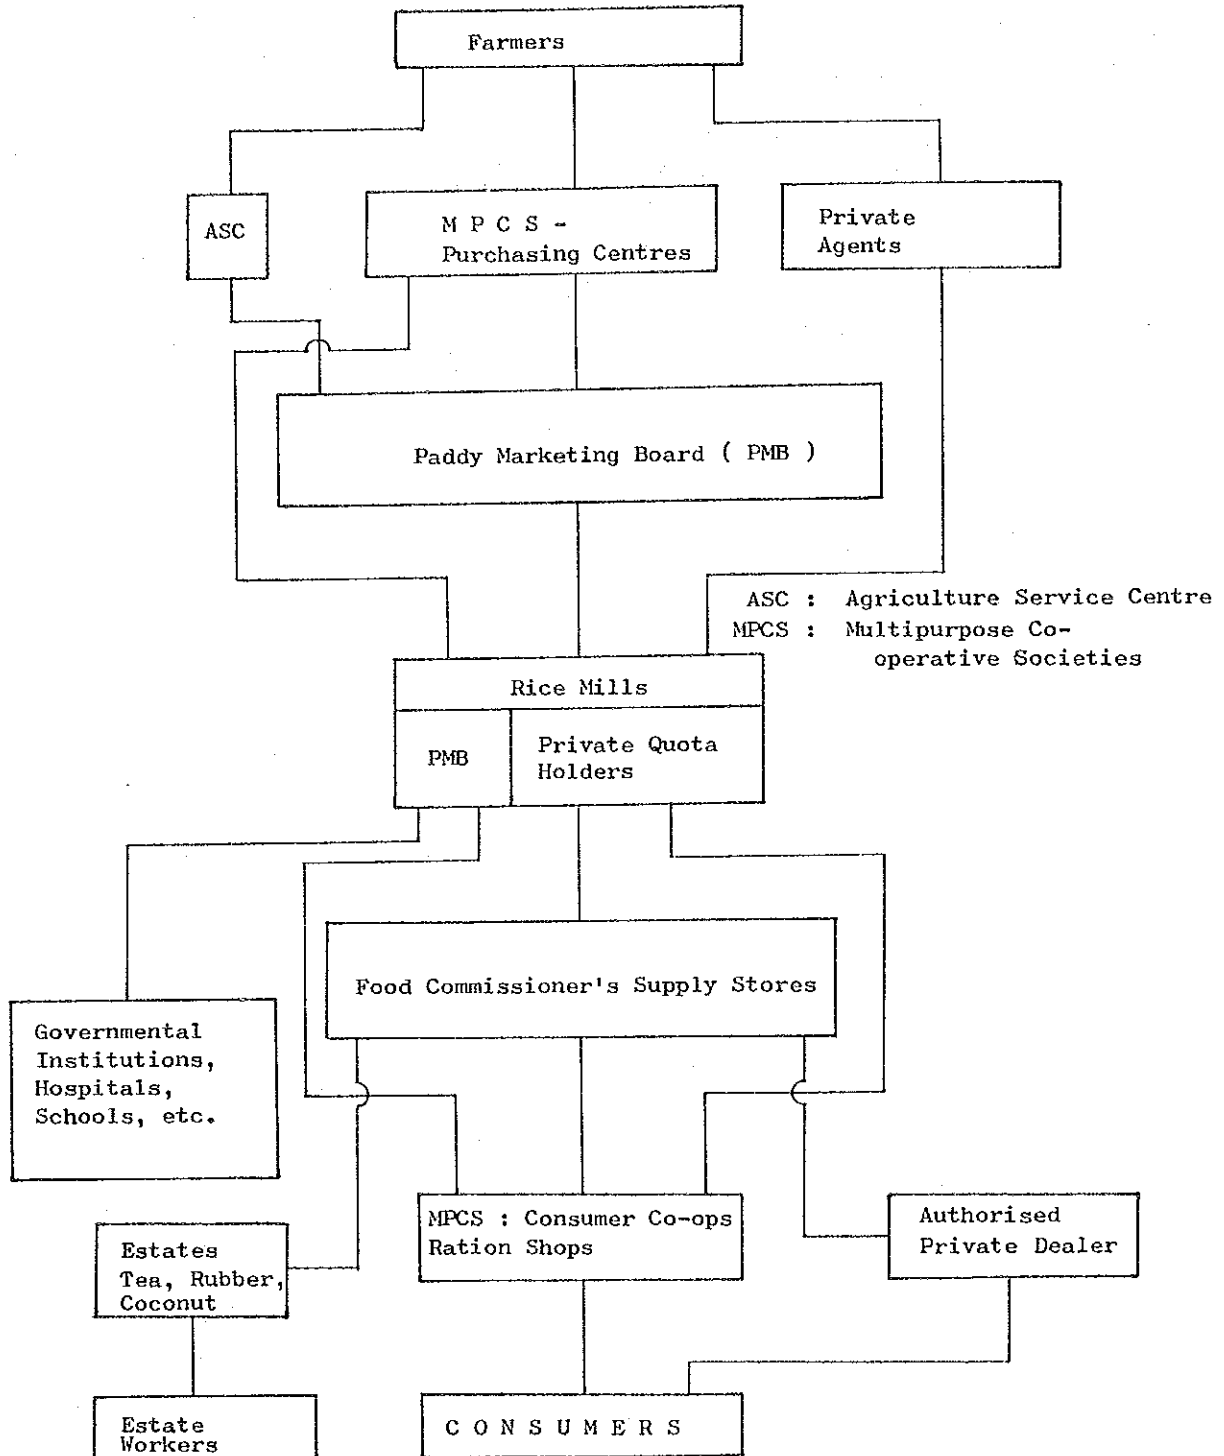 Farmers
ASC
M P C S -
Purchasing Centres
Private
Agents
Paddy Marketing Board ( PMB )
ASC : Agriculture Service Centre
MPCS : Multipurpose Co-
operative Societies
Rice Mills
PMB
Private Quota
Holders
Food Commissioner's Supply Stores
Governmental
Institutions,
Hospitals,
Schools, etc.
MPCS : Consumer Co-ops
Ration Shops
Authorised
Private Dealer
Estates
Tea, Rubber,
Coconut
Estate
Workers
C O N S U M E R S